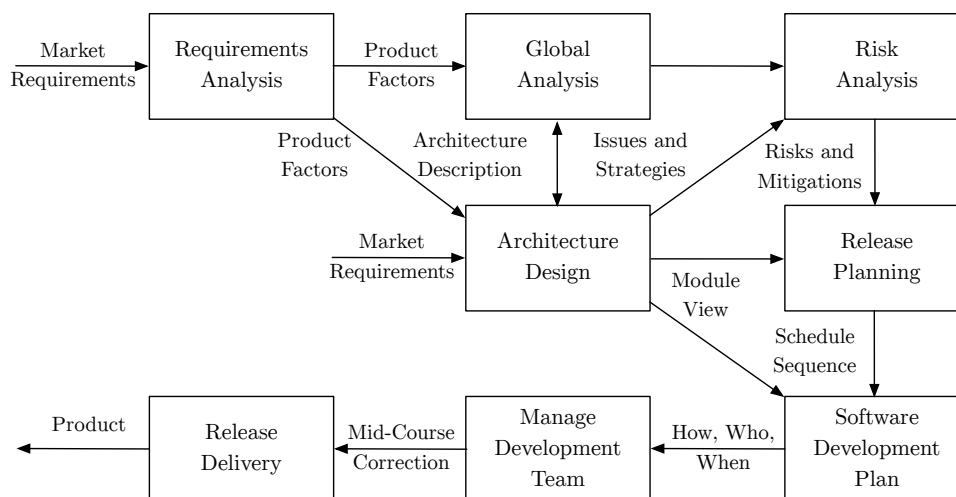 Market
Requirements
Requirements
Analysis
Product
Factors
Global
Analysis
Risk
Analysis
Product
Factors
Architecture
Description
Issues and
Strategies
Risks and
Mitigations
Market
Requirements
Architecture
Design
Module
View
Release
Planning
Schedule
Sequence
Product
Release
Delivery
Mid-Course
Correction
Manage
Development
Team
How, Who,
When
Software
Development
Plan